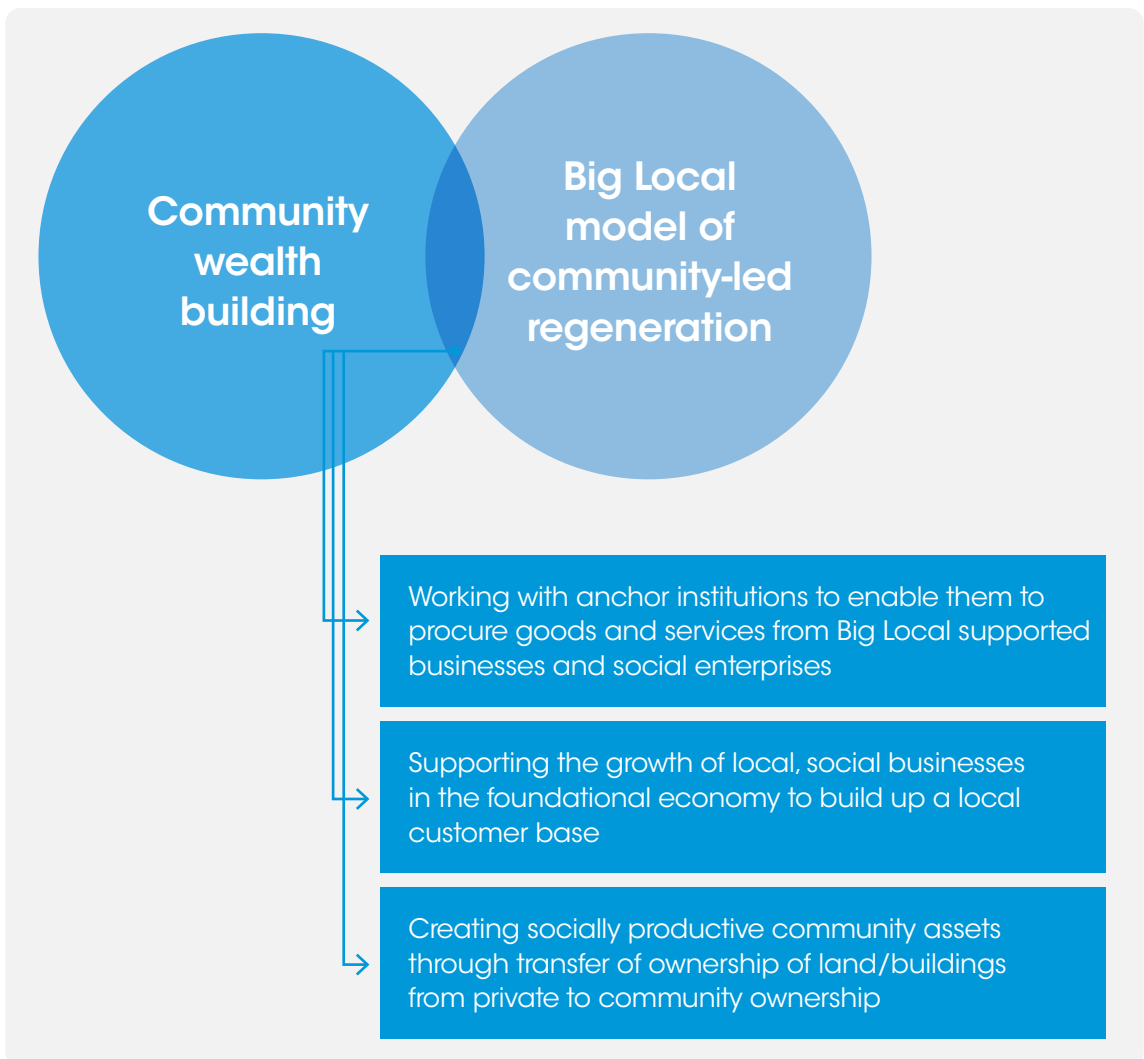 Community
wealth
building
Big Local
model of
community-led
regeneration
Working with anchor institutions to enable them to
procure goods and services from Big Local supported
businesses and social enterprises
Supporting the growth of local, social businesses
in the foundational economy to build up a local
customer base
Creating socially productive community assets
through transfer of ownership of land/buildings
from private to community ownership